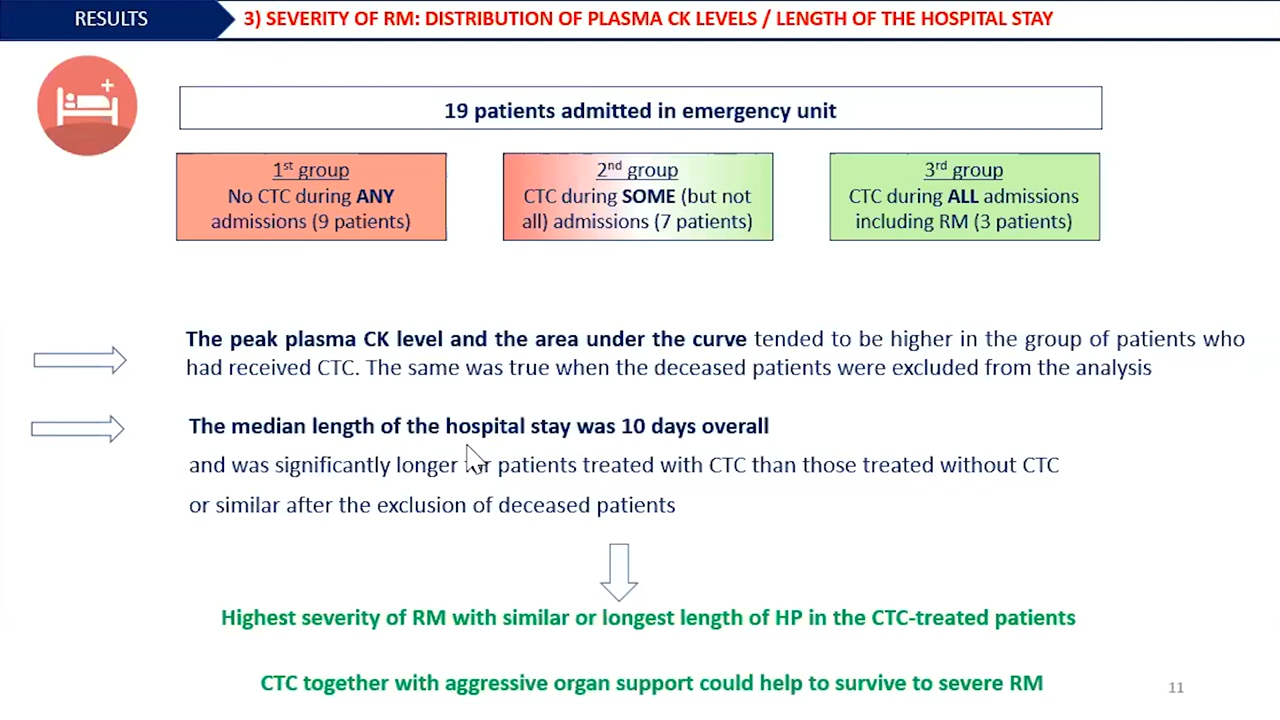 RESULTS
3) SEVERITY OF RM: DISTRIBUTION OF PLASMA CK LEVELS / LENGTH OF THE HOSPITAL STAY
19 patients admitted in emergency unit
1st group
No CTC during ANY
admissions (9 patients)
2nd group
CTC during SOME (but not
all) admissions (7 patients)
3rd group
CTC during ALL admissions
including RM (3 patients)
The peak plasma CK level and the area under the curve tended to be higher in the group of patients who
had received CTC. The same was true when the deceased patients were excluded from the analysis
The median length of the hospital stay was 10 days overall
and was significantly longer patients treated with CTC than those treated without CTC
or similar after the exclusion of deceased patients
Highest severity of RM with similar or longest length of HP in the CTC-treated patients
CTC together with aggressive organ support could help to survive to severe RM
11